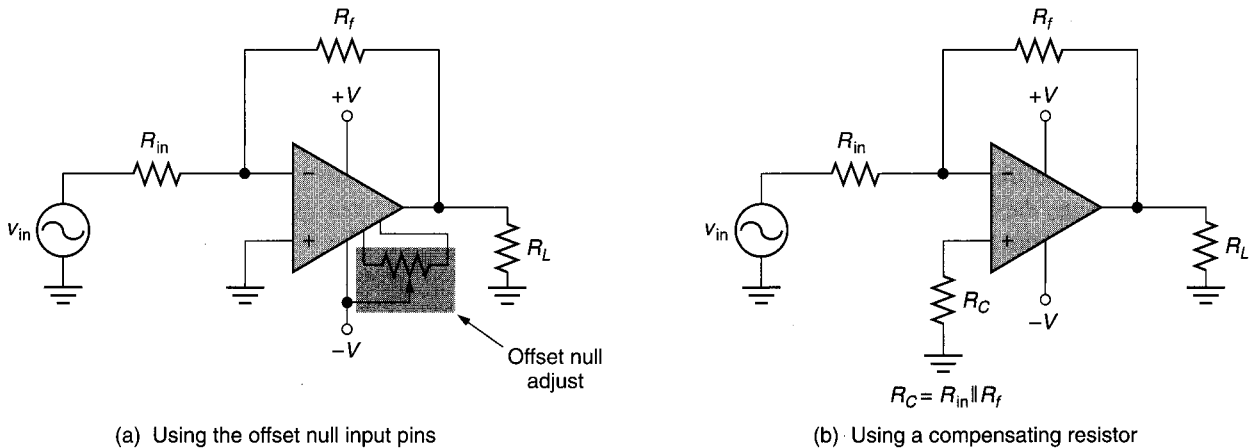 R_f
+V
R_in
−
v_in
+
R_L
−V
Offset null
adjust
(a) Using the offset null input pins
R_f
+V
R_in
−
v_in
+
R_L
R_C
−V
R_C = R_in∥R_f
(b) Using a compensating resistor